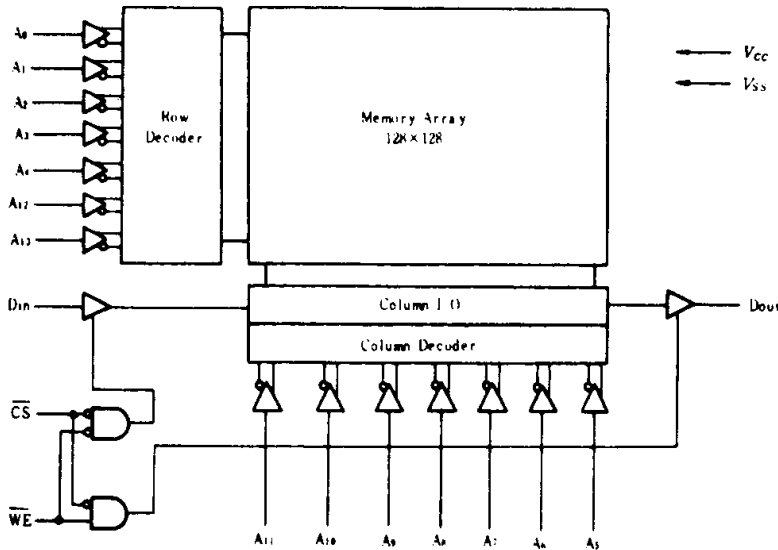 A0
A1
A2
A3
A4
A12
A13
Row
Decoder
Memory Array
128×128
VCC
VSS
Din
Column I/O
Column Decoder
Dout
CS
WE
A11
A10
A9
A8
A7
A6
A5